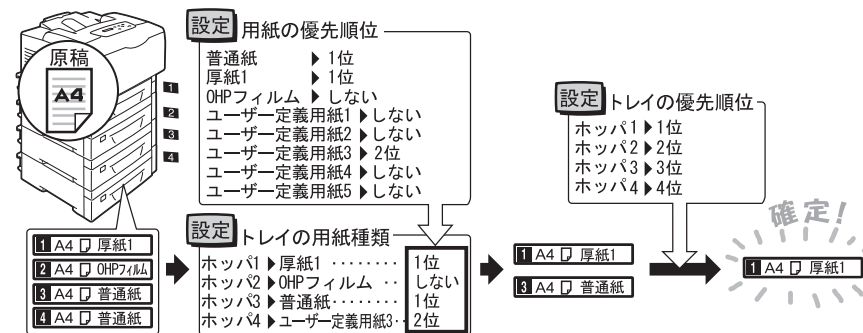 原稿
A4
1
2
3
4
1 A4 厚紙1
2 A4 OHPフィルム
3 A4 普通紙
4 A4 普通紙
設定 用紙の優先順位
普通紙 ▶ 1位
厚紙1 ▶ 1位
OHPフィルム ▶ しない
ユーザー定義用紙1 ▶ しない
ユーザー定義用紙2 ▶ しない
ユーザー定義用紙3 ▶ 2位
ユーザー定義用紙4 ▶ しない
ユーザー定義用紙5 ▶ しない
設定 トレイの用紙種類
ホッパ1 ▶ 厚紙1 ········ 1位
ホッパ2 ▶ OHPフィルム ·· しない
ホッパ3 ▶ 普通紙········ 1位
ホッパ4 ▶ ユーザー定義用紙3·· 2位
1 A4 厚紙1
3 A4 普通紙
設定 トレイの優先順位
ホッパ1 ▶ 1位
ホッパ2 ▶ 2位
ホッパ3 ▶ 3位
ホッパ4 ▶ 4位
確定!
1 A4 厚紙1